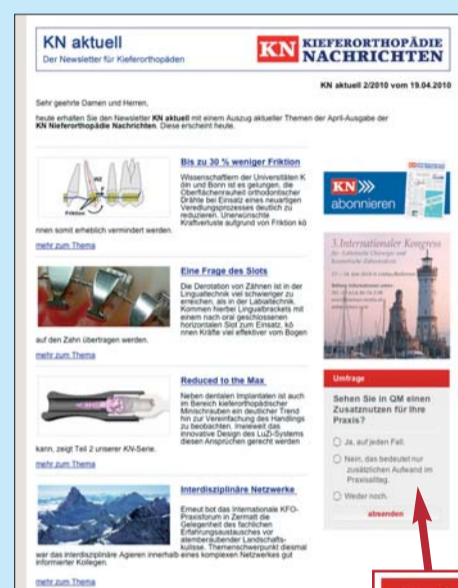 KN aktuell
Der Newsletter für Kieferorthopäden
KN KIEFERORTHOPÄDIE
NACHRICHTEN
KN aktuell 2/2010 vom 19.04.2010
Sehr geehrte Damen und Herren,
heute erhalten Sie den Newsletter KN aktuell mit einem Auszug aktueller Themen der April-Ausgabe der
KN Nieferorthopädie Nachrichten. Diese erscheint heute.
Bis zu 30 % weniger Friktion
Wissenschaftlern der Universitäten K
öln und Bonn ist es gelungen, die
Oberflächenrauheit orthodontischer
Drähte bei Einsatz eines neuartigen
Veredlungsprozesses deutlich zu
reduzieren. Unerwünschte
Kraftverluste aufgrund von Friktion kö
nnen somit erheblich vermindert werden.
Friktion
mehr zum Thema
Eine Frage des Slots
Die Derotation von Zähnen ist in der
Lingualtechnik viel schwieriger zu
erreichen, als in der Labialtechnik.
Kommen hierbei Lingualbrackets mit
einem nach oral geschlossenen
horizontalen Slot zum Einsatz, kö
nnen Kräfte viel effektiver vom Bogen
auf den Zahn übertragen werden.
mehr zum Thema
Reduced to the Max
Neben dentalen Implantaten ist auch
im Bereich kieferorthopädischer
Minischrauben ein deutlicher Trend
hin zur Vereinfachung des Handlings
zu beobachten. Inwieweit das
innovative Design des LuZi-Systems
diesen Ansprüchen gerecht werden
kann, zeigt Teil 2 unserer KN-Serie.
mehr zum Thema
Interdisziplinäre Netzwerke
Erneut bot das Internationale KFO-
Praxisforum in Zermatt die
Gelegenheit des fachlichen
Erfahrungsaustausches vor
atemberaubender Landschafts-
kulisse. Themenschwerpunkt diesmal
war das interdisziplinäre Agieren innerhalb eines komplexen Netzwerkes gut
informierter Kollegen.
mehr zum Thema
KN
abonnieren
3. Internationaler Kongress
für Ästhetische Chirurgie und
Kosmetische Zahnmedizin
Umfrage
Sehen Sie in QM einen
Zusatznutzen für Ihre
Praxis?
Ja, auf jeden Fall.
Nein, das bedeutet nur
zusätzlichen Aufwand im
Praxisalltag.
Weder noch.
absenden